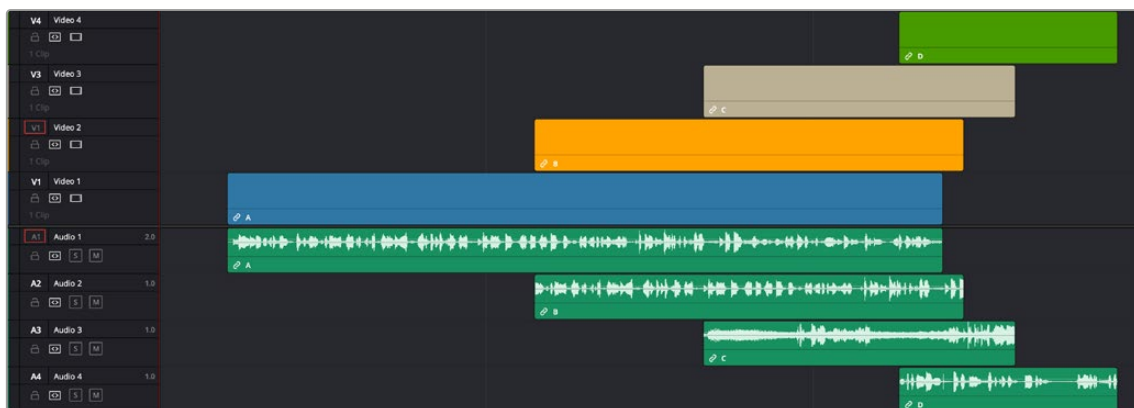 V4 Video 4
1 Clip
D
V3 Video 3
1 Clip
C
V1 Video 2
1 Clip
B
V1 Video 1
1 Clip
A
A1 Audio 1 2.0
S M
A
A2 Audio 2 1.0
S M
B
A3 Audio 3 1.0
S M
C
A4 Audio 4 1.0
S M
D